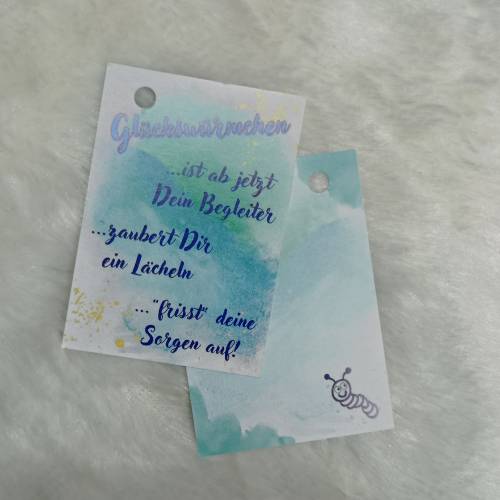 Glückswürmchen
...ist ab jetzt
Dein Begleiter
...zaubert Dir
ein Lächeln
... "frisst" deine
Sorgen auf!